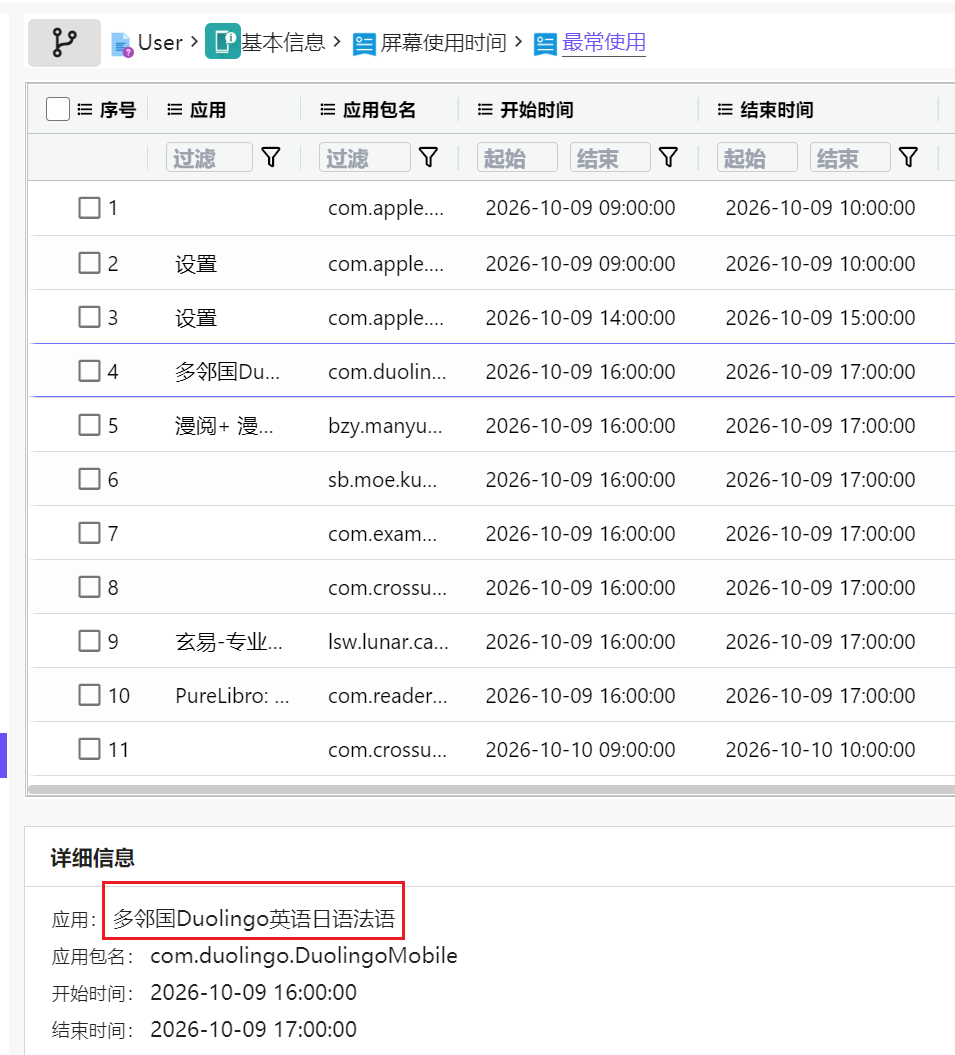 User > 基本信息 > 屏幕使用时间 > 最常使用
序号 应用 应用包名 开始时间 结束时间
过滤 过滤 起始 结束 起始 结束
1 com.apple.... 2026-10-09 09:00:00 2026-10-09 10:00:00
2 设置 com.apple.... 2026-10-09 09:00:00 2026-10-09 10:00:00
3 设置 com.apple.... 2026-10-09 14:00:00 2026-10-09 15:00:00
4 多邻国Du... com.duolin... 2026-10-09 16:00:00 2026-10-09 17:00:00
5 漫阅+ 漫... bzy.manyu... 2026-10-09 16:00:00 2026-10-09 17:00:00
6 sb.moe.ku... 2026-10-09 16:00:00 2026-10-09 17:00:00
7 com.exam... 2026-10-09 16:00:00 2026-10-09 17:00:00
8 com.crossu... 2026-10-09 16:00:00 2026-10-09 17:00:00
9 玄易-专业... lsw.lunar.ca... 2026-10-09 16:00:00 2026-10-09 17:00:00
10 PureLibro: ... com.reader... 2026-10-09 16:00:00 2026-10-09 17:00:00
11 com.crossu... 2026-10-10 09:00:00 2026-10-10 10:00:00
详细信息
应用: 多邻国Duolingo英语日语法语
应用包名: com.duolingo.DuolingoMobile
开始时间: 2026-10-09 16:00:00
结束时间: 2026-10-09 17:00:00